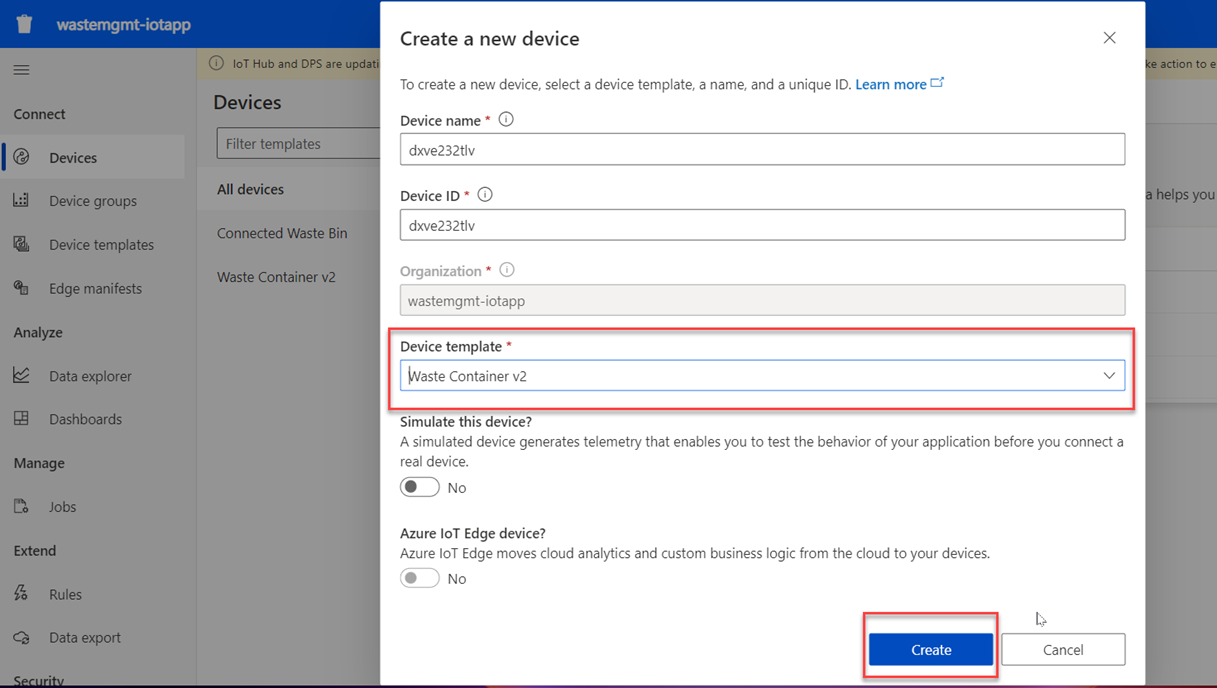 wastemgmt-iotapp
IoT Hub and DPS are updati
ke action to e
Connect
Devices
Device groups
Device templates
Edge manifests
Analyze
Data explorer
Dashboards
Manage
Jobs
Extend
Rules
Data export
Security
Devices
Filter templates
All devices
Connected Waste Bin
Waste Container v2
a helps you
Create a new device
To create a new device, select a device template, a name, and a unique ID. Learn more
Device name *
dxve232tlv
Device ID *
dxve232tlv
Organization *
wastemgmt-iotapp
Device template *
Waste Container v2
Simulate this device?
A simulated device generates telemetry that enables you to test the behavior of your application before you connect a
real device.
No
Azure IoT Edge device?
Azure IoT Edge moves cloud analytics and custom business logic from the cloud to your devices.
No
Create
Cancel